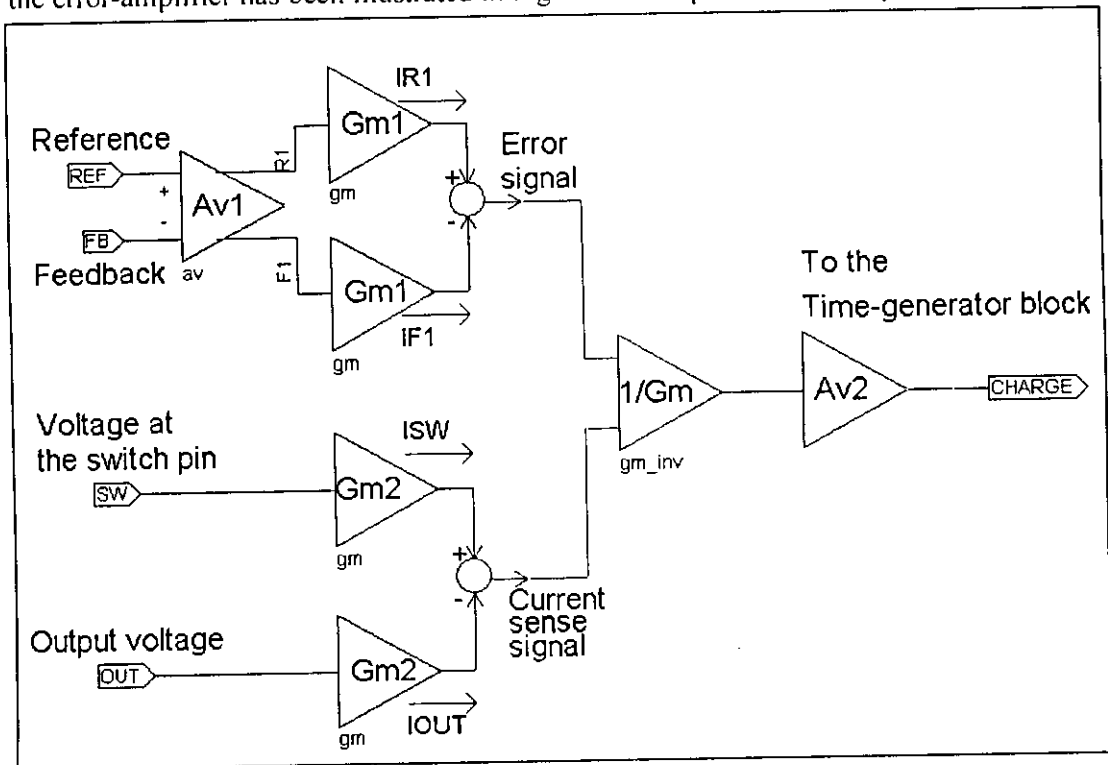 the error-amplifier has been illustrated in
IR1
Gm1
gm
Reference
REF
+
-
Av1
av
R1
F1
FB
Feedback
Gm1
gm
IF1
+
-
Error
signal
To the
Time-generator block
1/Gm
gm_inv
Av2
CHARGE
Voltage at
the switch pin
SW
ISW
Gm2
gm
+
-
Current
sense
signal
Output voltage
OUT
Gm2
gm
IOUT